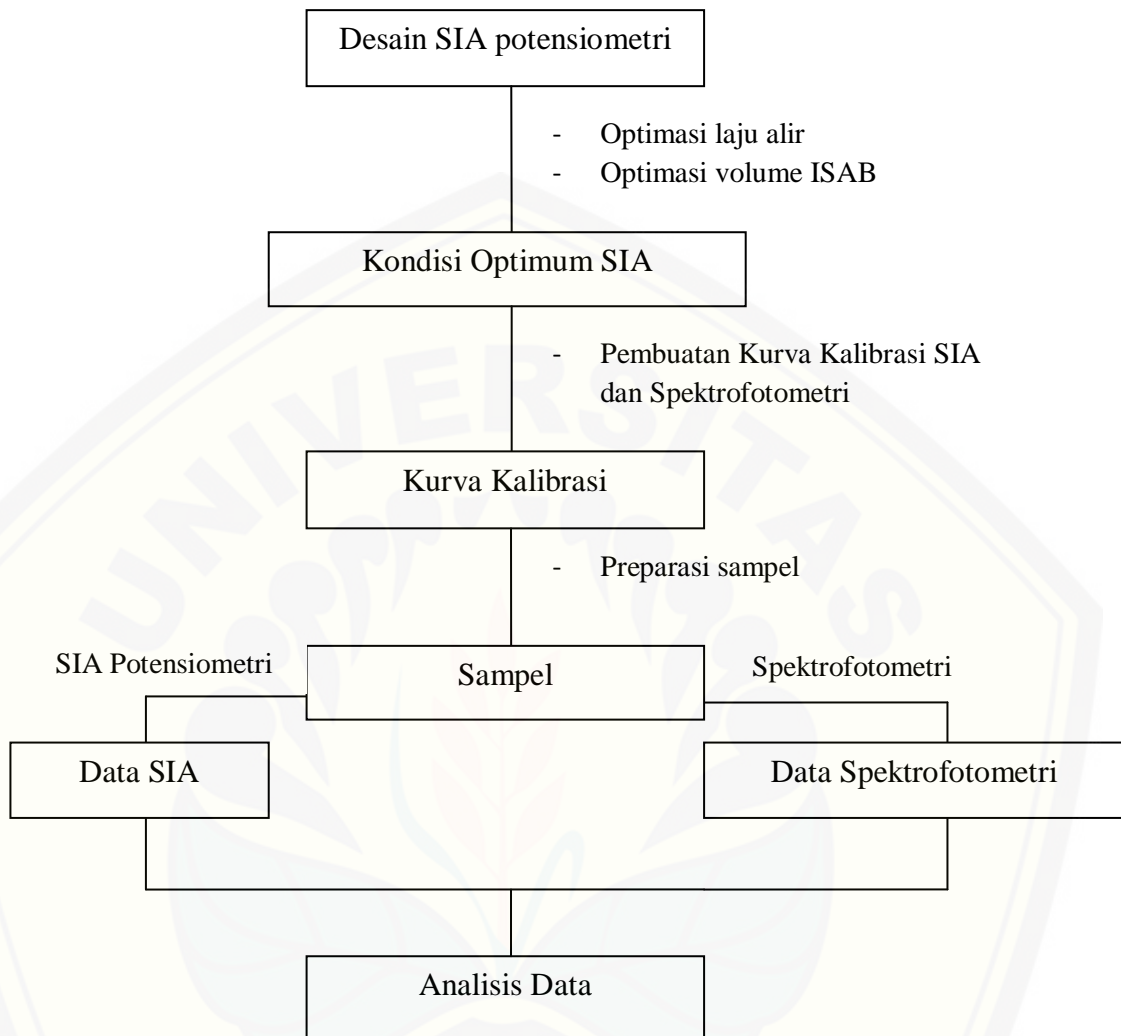 Desain SIA potensiometri
- Optimasi laju alir
- Optimasi volume ISAB
Kondisi Optimum SIA
- Pembuatan Kurva Kalibrasi SIA
dan Spektrofotometri
Kurva Kalibrasi
- Preparasi sampel
SIA Potensiometri
Sampel
Spektrofotometri
Data SIA
Data Spektrofotometri
Analisis Data
UNIVERSITAS